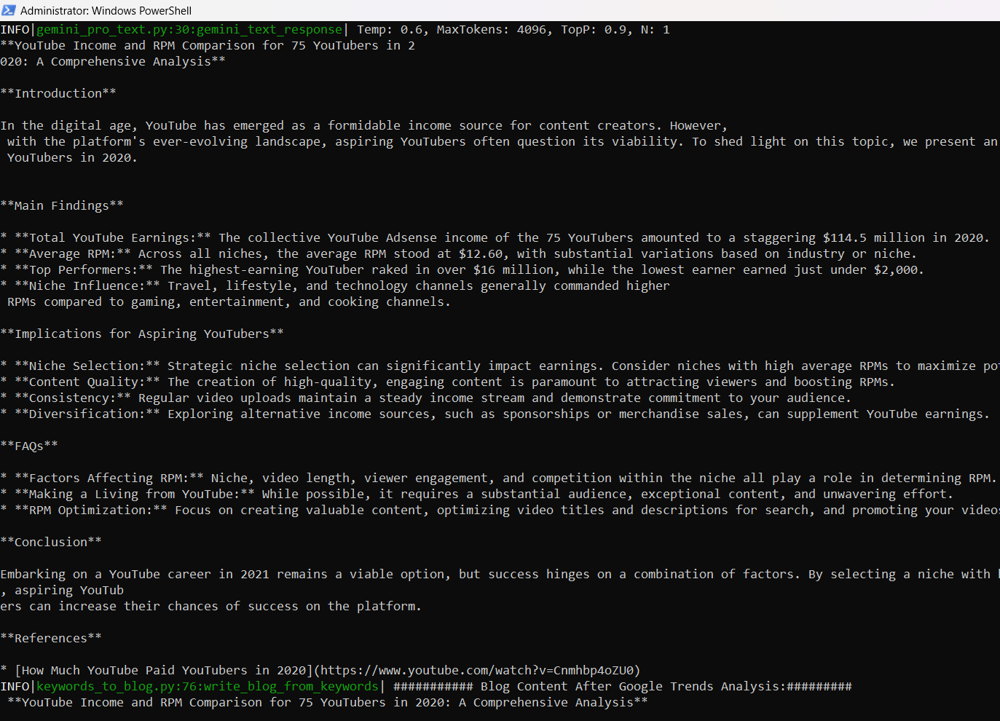 Administrator: Windows PowerShell
INFO|gemini_pro_text.py:30:gemini_text_response| Temp: 0.6, MaxTokens: 4096, TopP: 0.9, N: 1
**YouTube Income and RPM Comparison for 75 YouTubers in 2
020: A Comprehensive Analysis**
**Introduction**
In the digital age, YouTube has emerged as a formidable income source for content creators. However,
with the platform's ever-evolving landscape, aspiring YouTubers often question its viability. To shed light on this topic, we present an
YouTubers in 2020.
**Main Findings**
* **Total YouTube Earnings:** The collective YouTube Adsense income of the 75 YouTubers amounted to a staggering $114.5 million in 2020.
* **Average RPM:** Across all niches, the average RPM stood at $12.60, with substantial variations based on industry or niche.
* **Top Performers:** The highest-earning YouTuber raked in over $16 million, while the lowest earner earned just under $2,000.
* **Niche Influence:** Travel, lifestyle, and technology channels generally commanded higher
RPMs compared to gaming, entertainment, and cooking channels.
**Implications for Aspiring YouTubers**
* **Niche Selection:** Strategic niche selection can significantly impact earnings. Consider niches with high average RPMs to maximize
* **Content Quality:** The creation of high-quality, engaging content is paramount to attracting viewers and boosting RPMs.
* **Consistency:** Regular video uploads maintain a steady income stream and demonstrate commitment to your audience.
* **Diversification:** Exploring alternative income sources, such as sponsorships or merchandise sales, can supplement YouTube earnings.
**FAQs**
* **Factors Affecting RPM:** Niche, video length, viewer engagement, and competition within the niche all play a role in determining RPM.
* **Making a Living from YouTube:** While possible, it requires a substantial audience, exceptional content, and unwavering effort.
* **RPM Optimization:** Focus on creating valuable content, optimizing video titles and descriptions for search, and promoting your videos
**Conclusion**
Embarking on a YouTube career in 2021 remains a viable option, but success hinges on a combination of factors. By selecting a niche with
, aspiring YouTub
ers can increase their chances of success on the platform.
**References**
* [How Much YouTube Paid YouTubers in 2020](https://www.youtube.com/watch?v=Cnmhbp4oZU0)
INFO|keywords_to_blog.py:76:write_blog_from_keywords| ########### Blog Content After Google Trends Analysis:#########
**YouTube Income and RPM Comparison for 75 YouTubers in 2020: A Comprehensive Analysis**